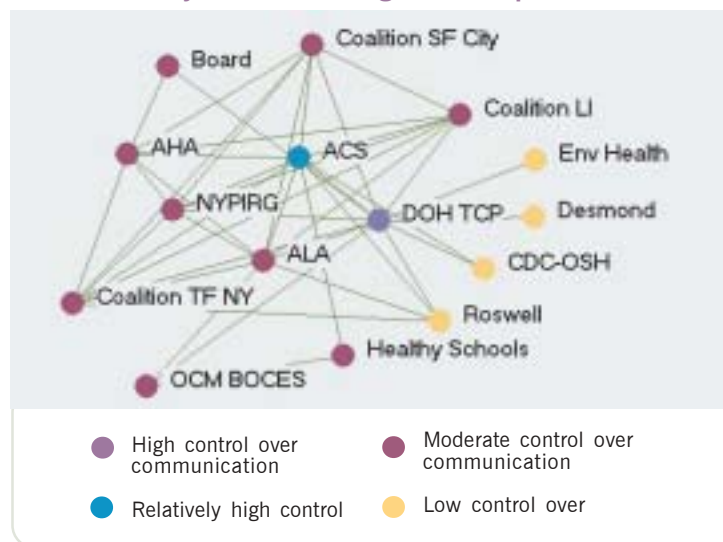 Coalition SF City
Board
Coalition LI
AHA
ACS
Env Health
NYPIRG
DOH TCP
Desmond
ALA
CDC-OSH
Coalition TF NY
Roswell
Healthy Schools
OCM BOCES
High control over
communication
Moderate control over
communication
Relatively high control
Low control over